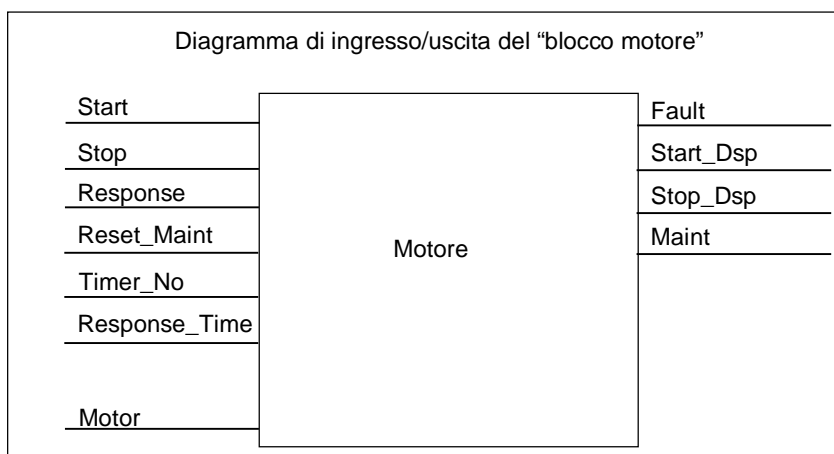 Diagramma di ingresso/uscita del “blocco motore”
Start
Stop
Response
Reset_Maint
Timer_No
Response_Time
Motor
Motore
Fault
Start_Dsp
Stop_Dsp
Maint